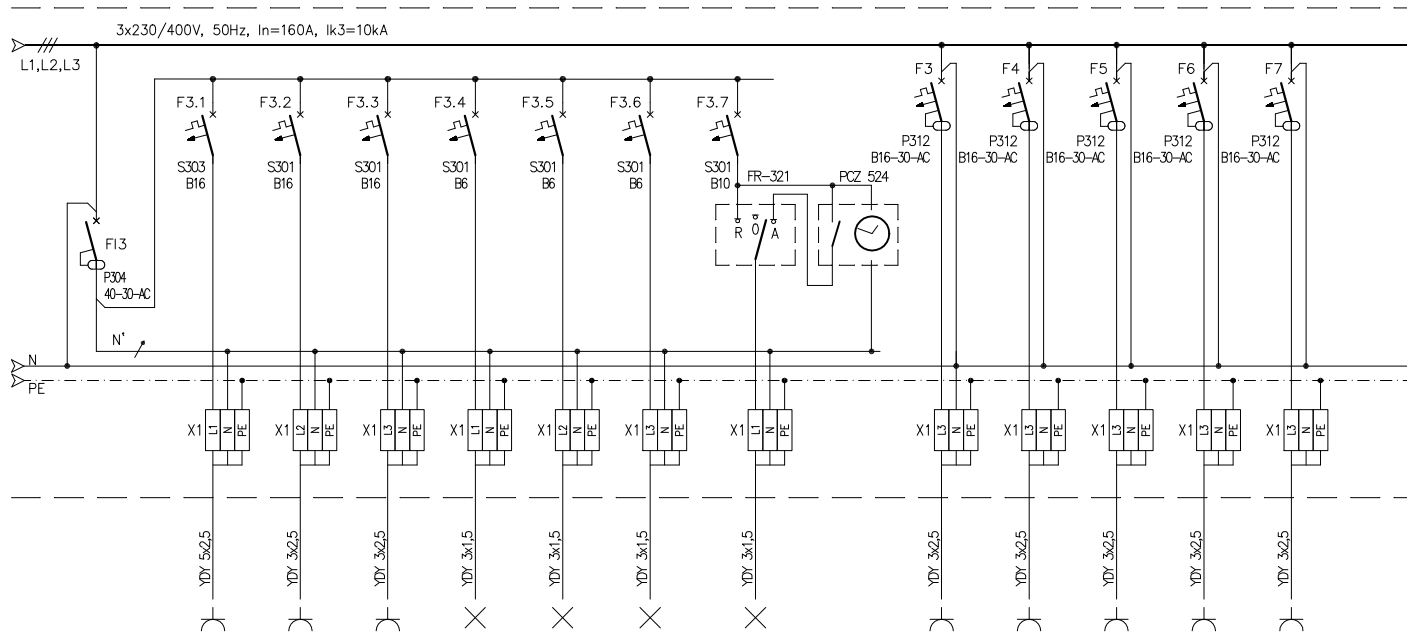 3x230/400V, 50Hz, In=160A, Ik3=10kA
L1,L2,L3
F3.1 F3.2 F3.3 F3.4 F3.5 F3.6 F3.7
F3 F4 F5 F6 F7
P312 P312 P312 P312 P312
B16-30-AC B16-30-AC B16-30-AC B16-30-AC B16-30-AC
S303 S301 S301 S301 S301 S301 S301
B16 B16 B16 B6 B6 B6 B10
FR-321 PCZ 524
R 0 A
FI3
P304
40-30-AC
N'
N
PE
X1 L1 N PE X1 L2 N PE X1 L3 N PE X1 L1 N PE X1 L2 N PE X1 L3 N PE X1 L1 N PE X1 L3 N PE X1 L3 N PE X1 L3 N PE X1 L3 N PE X1 L3 N PE
YDY 5x2,5 YDY 3x2,5 YDY 3x2,5 YDY 3x1,5 YDY 3x1,5 YDY 3x1,5 YDY 3x1,5 YDY 3x2,5 YDY 3x2,5 YDY 3x2,5 YDY 3x2,5 YDY 3x2,5